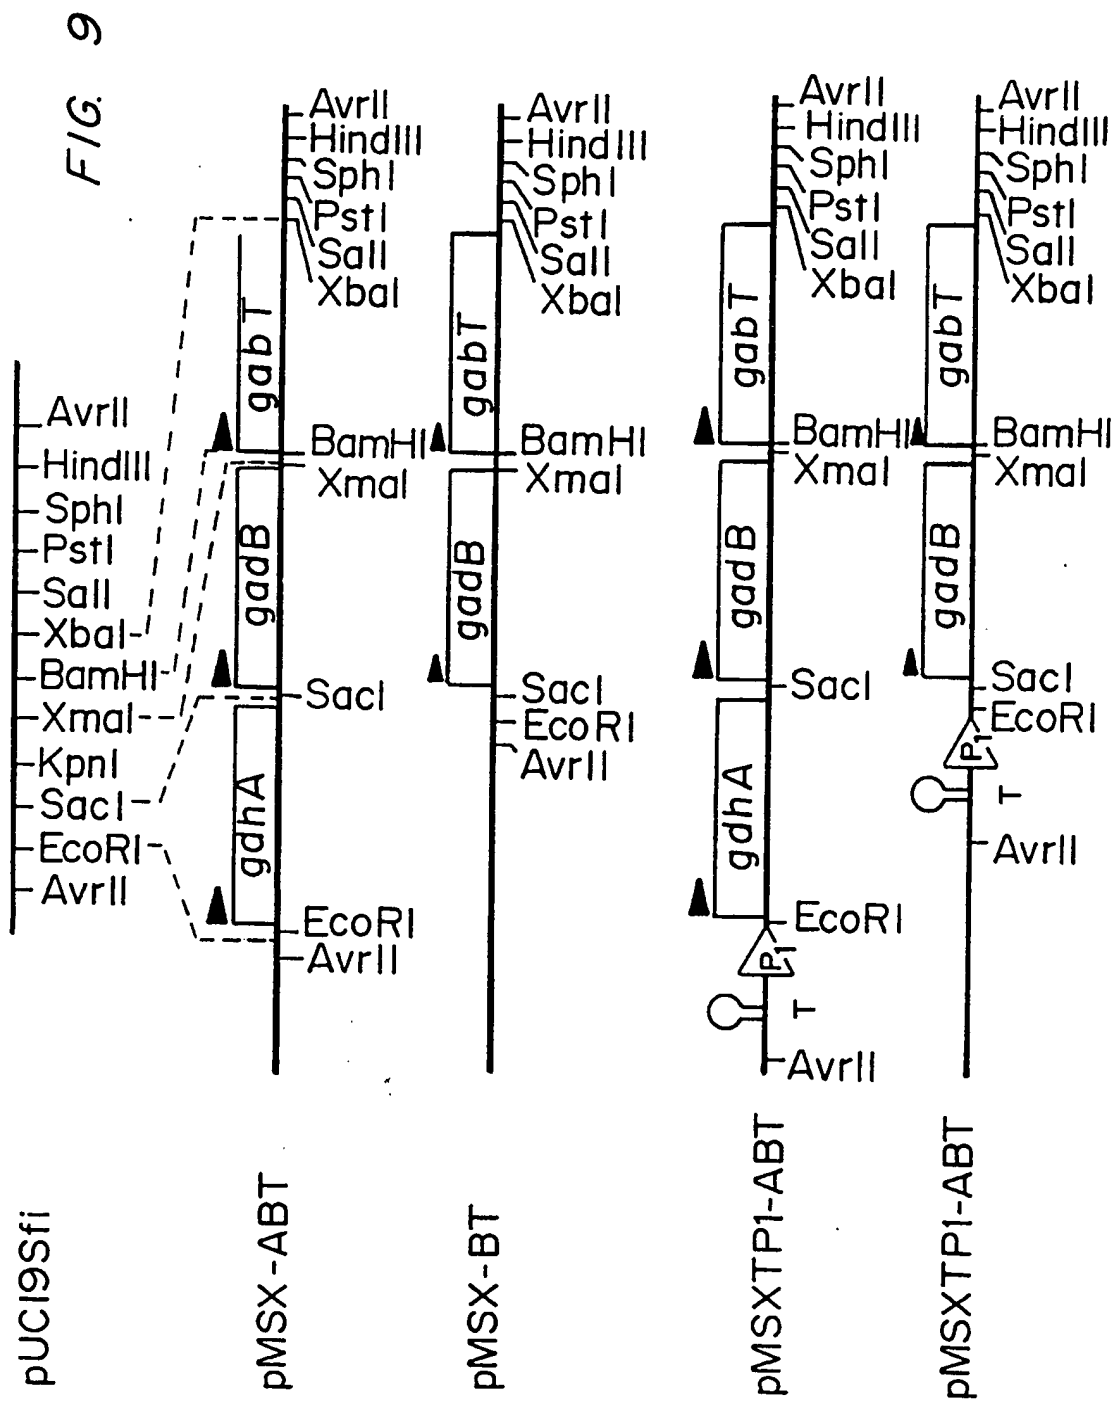 FIG. 9
pUC19Sfi
AvrII
EcoRI
SacI
KpnI
XmaI
BamHI
XbaI
SalI
PstI
SphI
HindIII
AvrII
pMSX-ABT
gdhA
gadB
gabT
AvrII
EcoRI
SacI
XmaI
BamHI
XbaI
SalI
PstI
SphI
HindIII
AvrII
pMSX-BT
gadB
gabT
AvrII
EcoRI
SacI
XmaI
BamHI
XbaI
SalI
PstI
SphI
HindIII
AvrII
pMSXTP1-ABT
gdhA
gadB
gabT
AvrII
T
P1
EcoRI
SacI
XmaI
BamHI
XbaI
SalI
PstI
SphI
HindIII
AvrII
pMSXTP1-ABT
gadB
gabT
AvrII
T
P1
EcoRI
SacI
XmaI
BamHI
XbaI
SalI
PstI
SphI
HindIII
AvrII